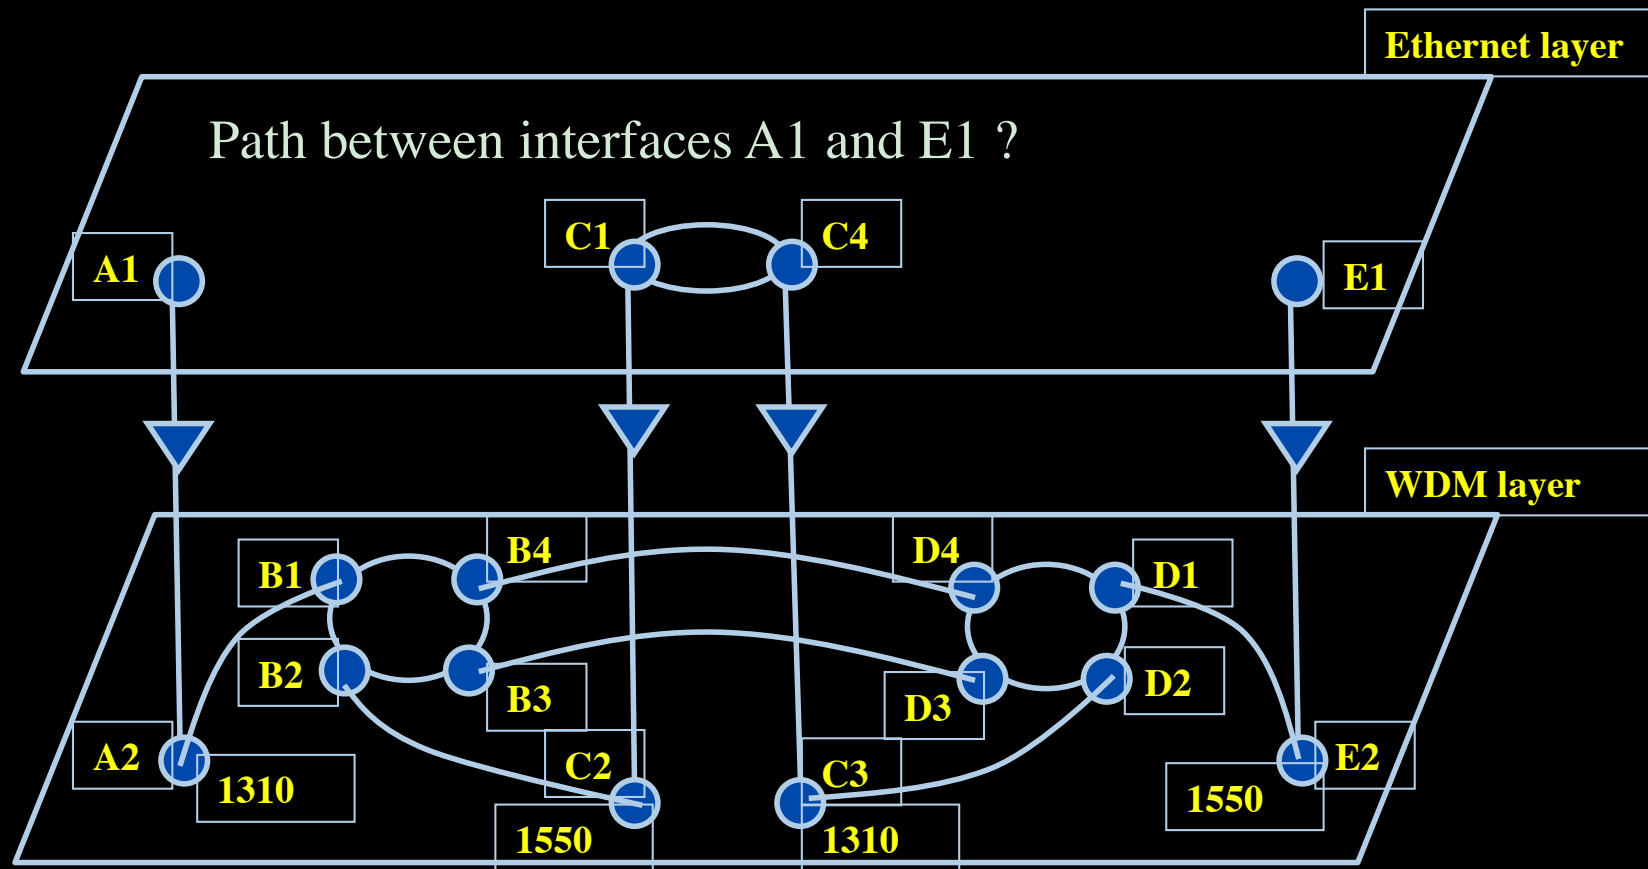 Ethernet layer
Path between interfaces A1 and E1 ?
C1
C4
A1
E1
WDM layer
B1
B4
D4
D1
B2
B3
D3
D2
A2
1310
C2
C3
E2
1550
1550
1310